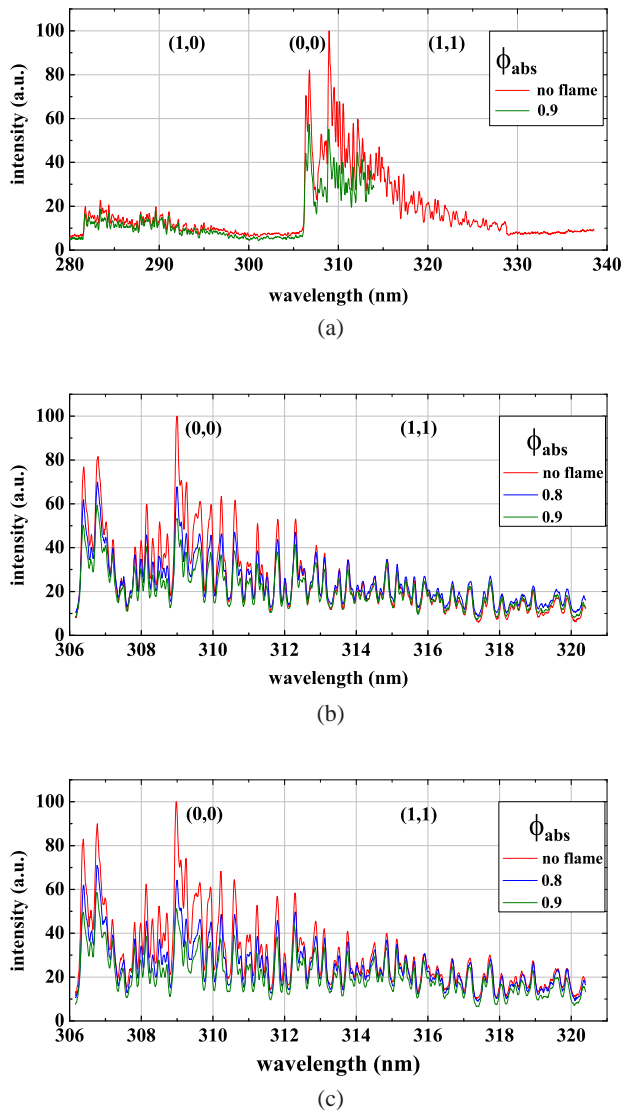 100
80
60
40
20
0
intensity (a.u.)
(1,0)
(0,0)
(1,1)
ϕabs
no flame
0.9
280 290 300 310 320 330 340
wavelength (nm)
(a)
100
80
60
40
20
0
intensity (a.u.)
(0,0)
(1,1)
ϕabs
no flame
0.8
0.9
306 308 310 312 314 316 318 320
wavelength (nm)
(b)
100
80
60
40
20
0
intensity (a.u.)
(0,0)
(1,1)
ϕabs
no flame
0.8
0.9
306 308 310 312 314 316 318 320
wavelength (nm)
(c)